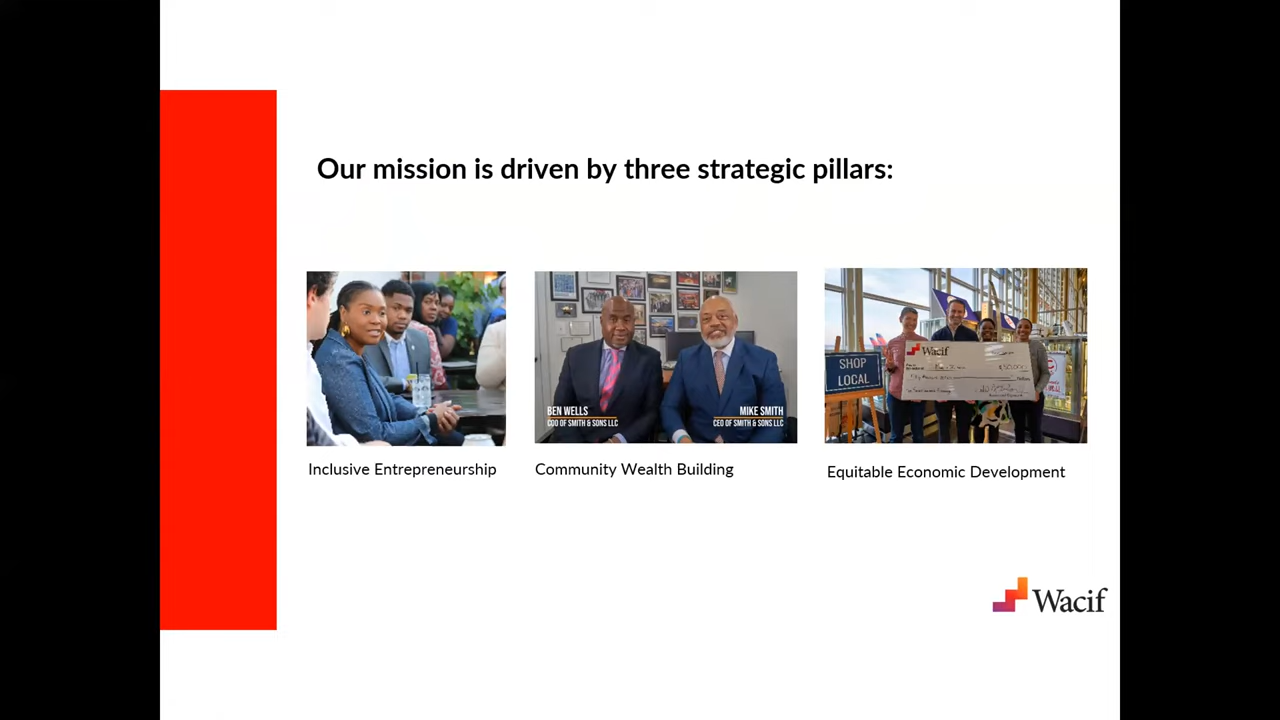 Our mission is driven by three strategic pillars:
BEN WELLS
COO OF SMITH & SONS LLC
MIKE SMITH
CEO OF SMITH & SONS LLC
Wacif
SHOP
LOCAL
Inclusive Entrepreneurship
Community Wealth Building
Equitable Economic Development
Wacif